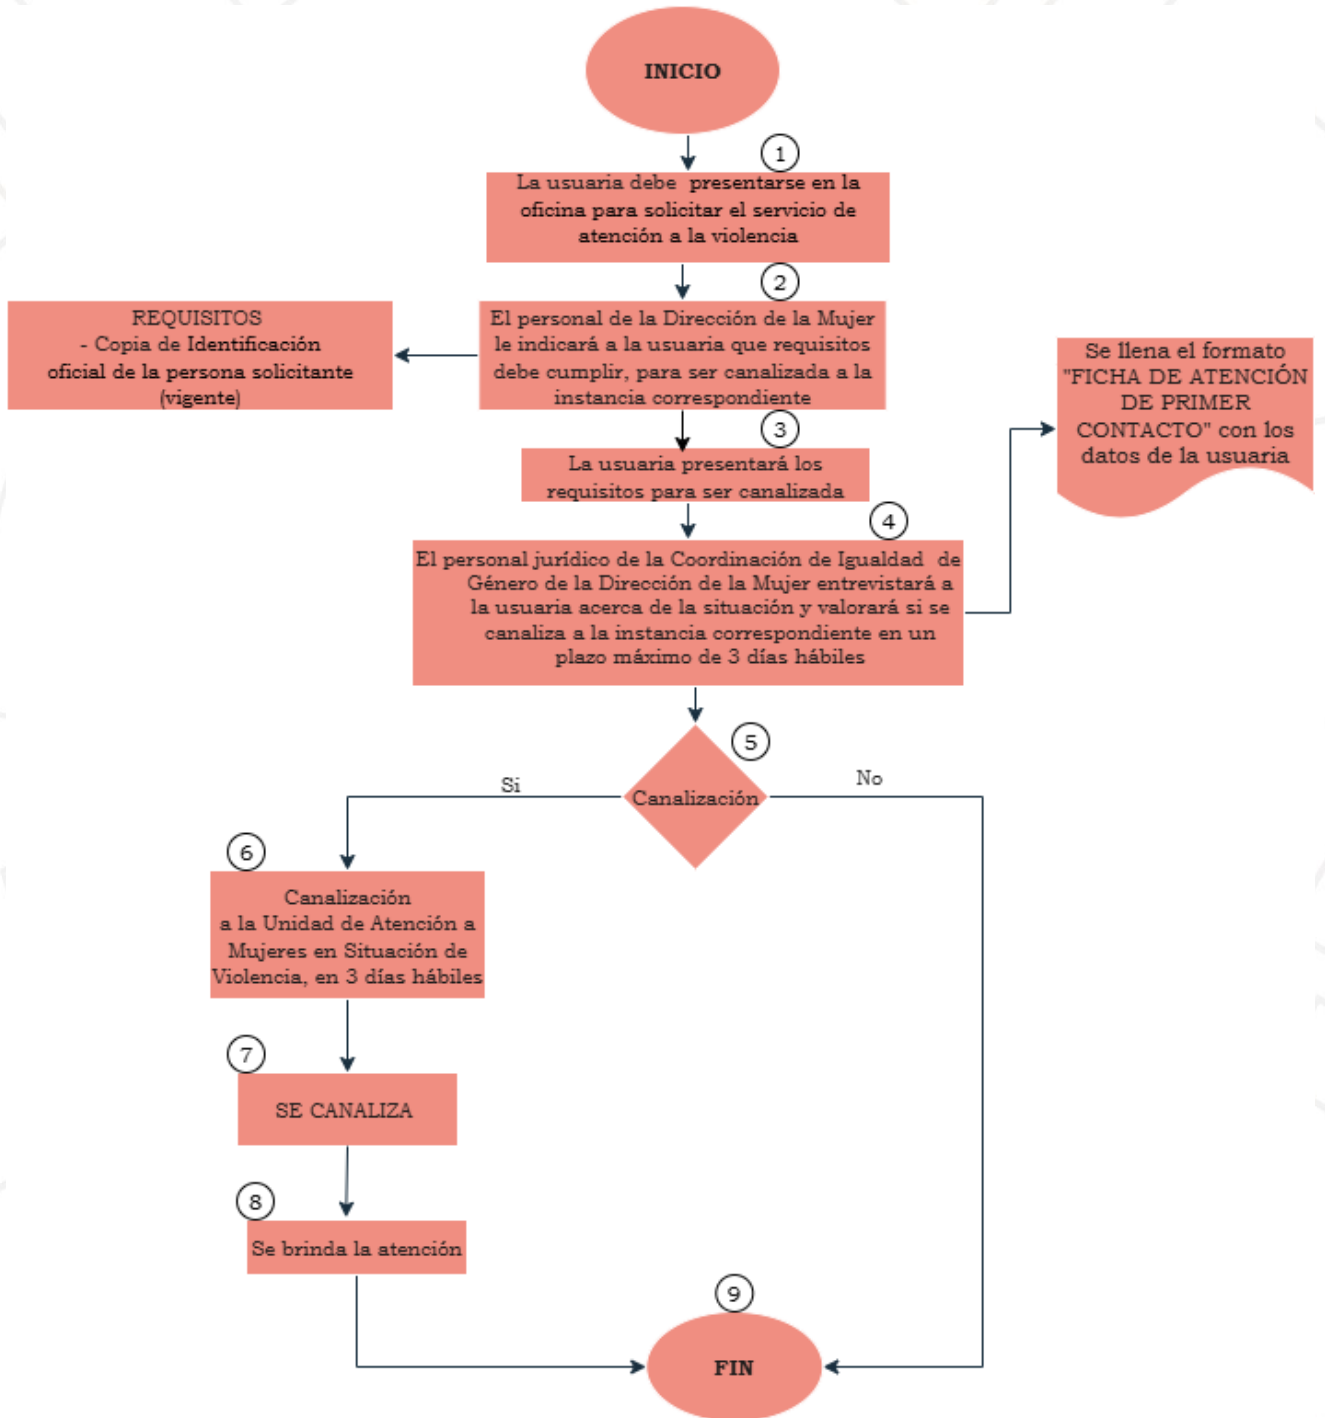 INICIO
1
La usuaria debe presentarse en la
oficina para solicitar el servicio de
atención a la violencia
2
El personal de la Dirección de la Mujer
le indicará a la usuaria que requisitos
debe cumplir, para ser canalizada a la
instancia correspondiente
REQUISITOS
- Copia de Identificación
oficial de la persona solicitante
(vigente)
3
La usuaria presentará los
requisitos para ser canalizada
4
El personal jurídico de la Coordinación de Igualdad de
Género de la Dirección de la Mujer entrevistará a
la usuaria acerca de la situación y valorará si se
canaliza a la instancia correspondiente en un
plazo máximo de 3 días hábiles
Se llena el formato
"FICHA DE ATENCIÓN
DE PRIMER
CONTACTO" con los
datos de la usuaria
5
Canalización
Si
No
6
Canalización
a la Unidad de Atención a
Mujeres en Situación de
Violencia, en 3 días hábiles
7
SE CANALIZA
8
Se brinda la atención
9
FIN